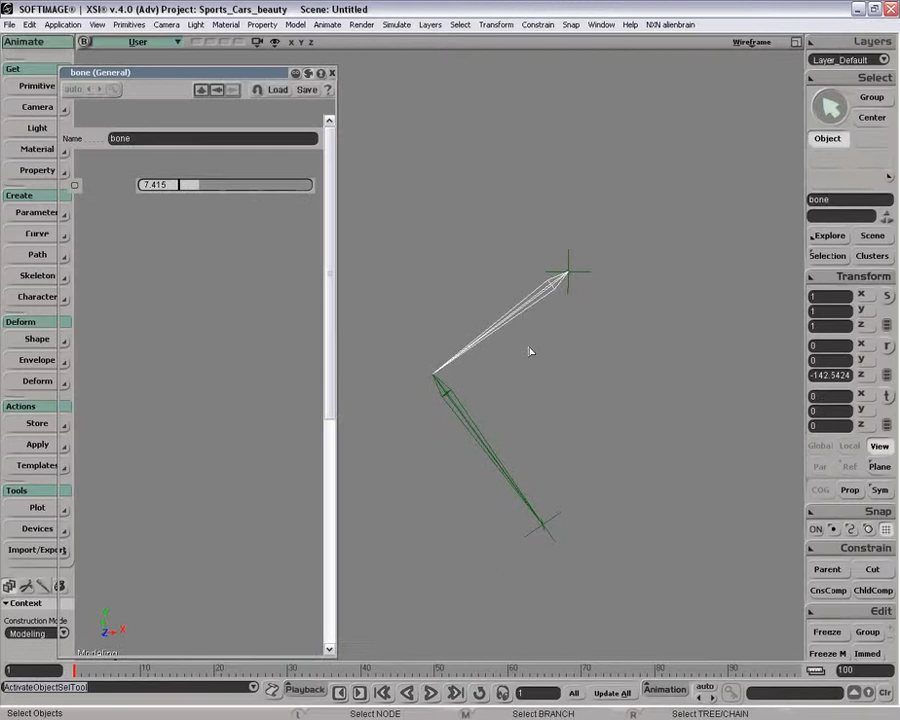 SOFTIMAGE® | XSI® v.4.0 (Adv) Project: Sports_Cars_beauty Scene: Untitled
File Edit View Application Primitives Camera Light Material Property Model Animate Render Simulate Layers Select Transform Constrain Snap Window Help NXN alienbrain
Animate
B User
X Y Z
Wireframe
Layers
Get
Primitive
Camera
Light
Material
Property
Create
Parameter
Curve
Path
Skeleton
Character
Deform
Shape
Envelope
Deform
Actions
Store
Apply
Templates
Tools
Plot
Devices
Import/Export
Context
Construction Mode
Modeling
bone (General)
auto
Load Save ?
Name bone
7.415
Y
Z X
Modeling
Layer_Default
Select
Group
Center
Object
bone
Explore Scene
Selection Clusters
Transform
1 x S
1 y
1 z
0 x r
0 y
-142.5424 z
0 x t
0 y
0 z
Global Local View
Par Ref Plane
COG Prop Sym
Snap
ON
Constrain
Parent Cut
CnsComp ChldComp
Edit
Freeze Group
Freeze M Immed
1 10 20 30 40 50 60 70 80 90 100
ActivateObjectSelTool
Playback
1 All Update All Animation auto Clr
Select Objects L Select NODE M Select BRANCH R Select TREE/CHAIN